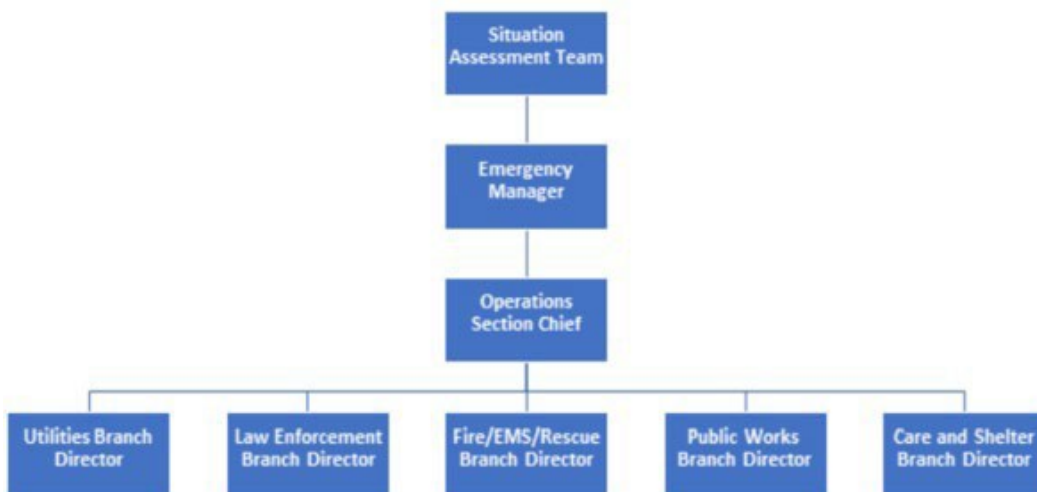 Situation
Assessment Team
Emergency
Manager
Operations
Section Chief
Utilities Branch
Director
Law Enforcement
Branch Director
Fire/EMS/Rescue
Branch Director
Public Works
Branch Director
Care and Shelter
Branch Director